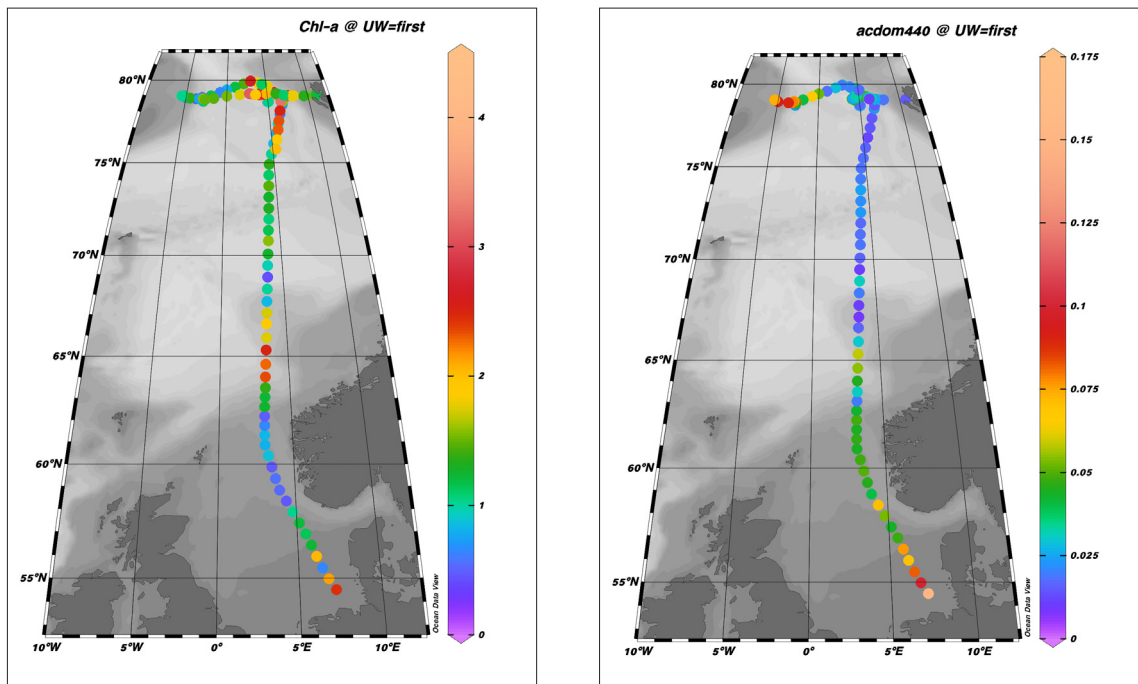 Chl-a @ UW=first
80°N
75°N
70°N
65°N
60°N
55°N
10°W
5°W
0°
5°E
10°E
4
3
2
1
0
Ocean Data View
acdom440 @ UW=first
80°N
75°N
70°N
65°N
60°N
55°N
10°W
5°W
0°
5°E
10°E
0.175
0.15
0.125
0.1
0.075
0.05
0.025
0
Ocean Data View